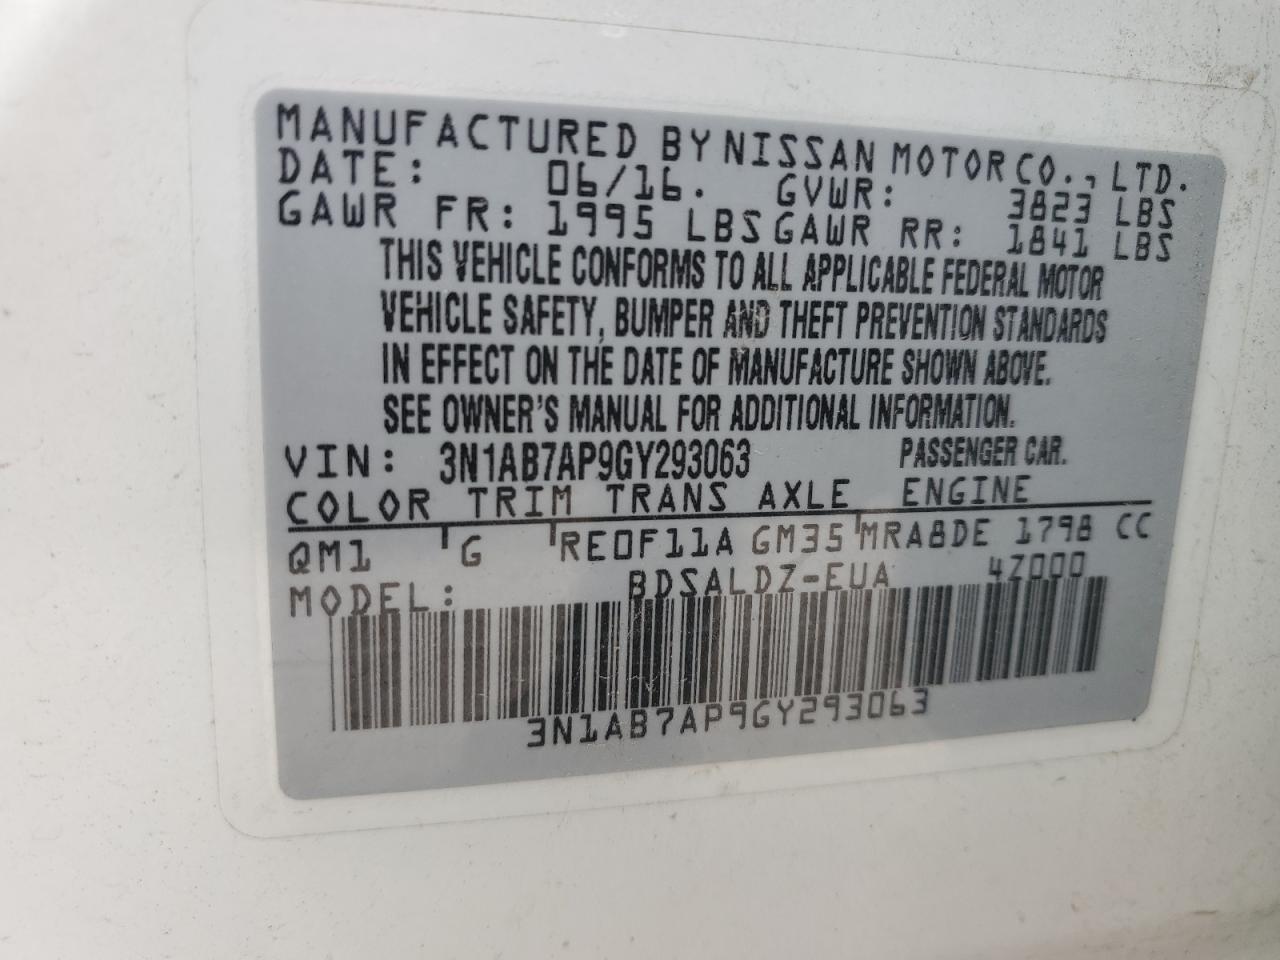 MANUFACTURED BY NISSAN MOTOR CO., LTD.
DATE: 06/16. GVWR: 3823 LBS
GAWR FR: 1995 LBS GAWR RR: 1841 LBS
THIS VEHICLE CONFORMS TO ALL APPLICABLE FEDERAL MOTOR
VEHICLE SAFETY, BUMPER AND THEFT PREVENTION STANDARDS
IN EFFECT ON THE DATE OF MANUFACTURE SHOWN ABOVE.
SEE OWNER'S MANUAL FOR ADDITIONAL INFORMATION.
VIN: 3N1AB7AP9GY293063 PASSENGER CAR.
COLOR TRIM TRANS AXLE ENGINE
QM1 G RE0F11A GM35 MRA8DE 1798 CC
MODEL: BDSALDZ-EUA 4Z000
3N1AB7AP9GY293063